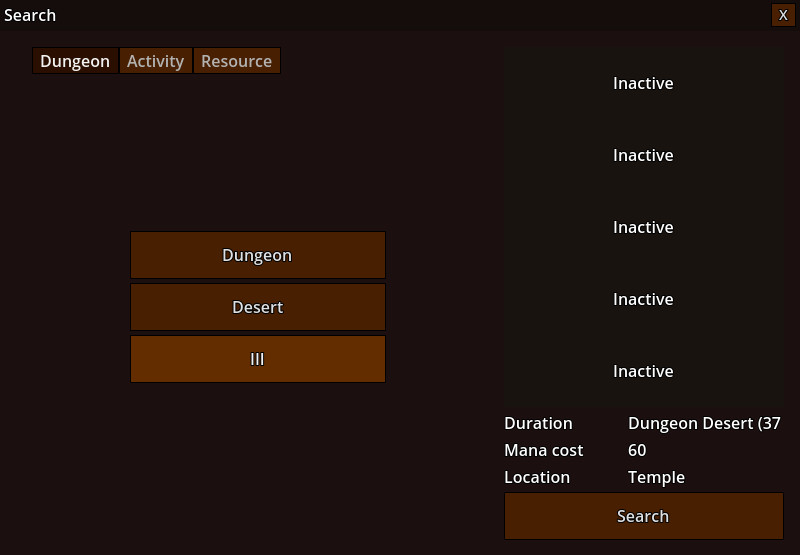 Search
X
Dungeon Activity Resource
Dungeon
Desert
III
Inactive
Inactive
Inactive
Inactive
Inactive
Duration Dungeon Desert (37
Mana cost 60
Location Temple
Search